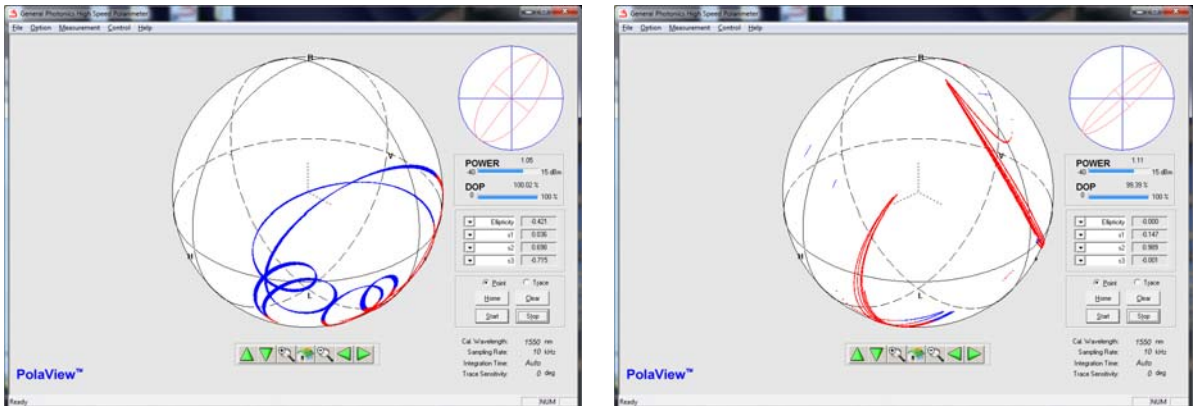 General Photonics High Speed Polarimeter
File Option Measurement Control Help
R
Y
H
L
POWER 1.05
-40 15 dBm
DOP 100.02 %
0 100 %
Ellipticity -0.421
s1 0.036
s2 0.698
s3 -0.715
Point Trace
Home Clear
Start Stop
Cal. Wavelength: 1550 nm
Sampling Rate: 10 kHz
Integration Time: Auto
Trace Sensitivity: 0 deg
PolaView™
Ready NUM
General Photonics High Speed Polarimeter
File Option Measurement Control Help
R
H
L
POWER 1.11
-40 15 dBm
DOP 99.39 %
0 100 %
Ellipticity -0.000
s1 0.147
s2 0.989
s3 -0.001
Point Trace
Home Clear
Start Stop
Cal. Wavelength: 1550 nm
Sampling Rate: 10 kHz
Integration Time: Auto
Trace Sensitivity: 0 deg
PolaView™
Ready NUM